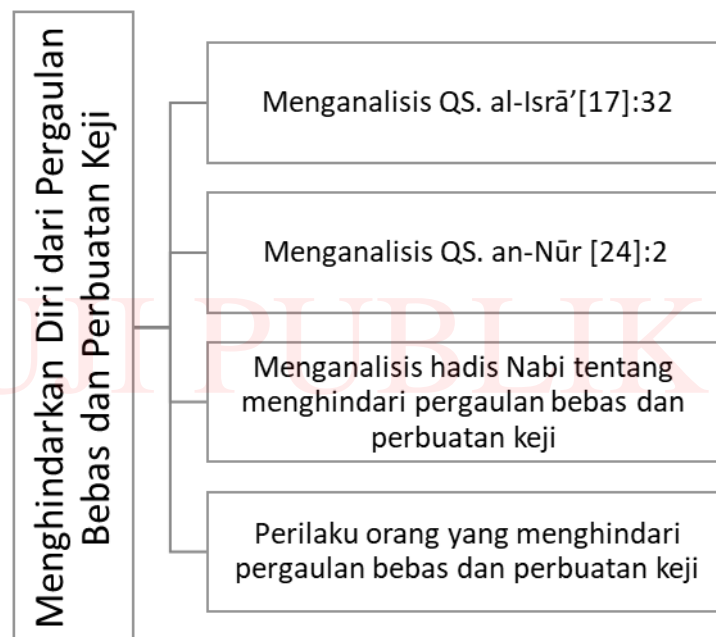 Menghindarkan Diri dari Pergaulan
Bebas dan Perbuatan Keji
Menganalisis QS. al-Isrā’[17]:32
Menganalisis QS. an-Nūr [24]:2
Menganalisis hadis Nabi tentang
menghindari pergaulan bebas dan
perbuatan keji
Perilaku orang yang menghindari
pergaulan bebas dan perbuatan keji
UJI PUBLIK